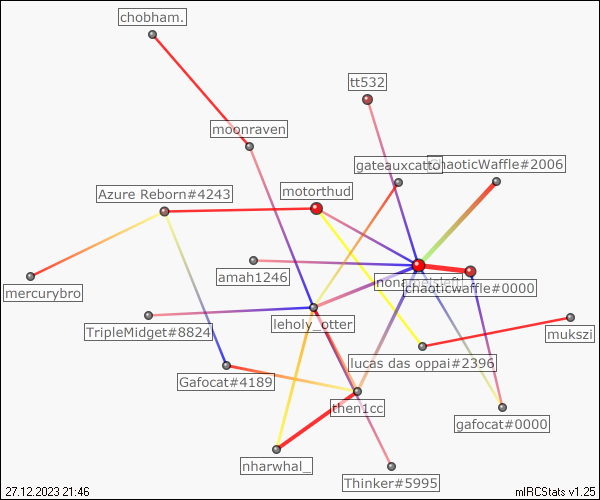 chobham.
tt532
moonraven
gateauxcatto
ChaoticWaffle#2006
Azure Reborn#4243
motorthud
amah1246
mercurybro
chaoticwaffle#0000
TripleMidget#8824
leholy_otter
mukszi
lucas das oppai#2396
Gafocat#4189
then1cc
gafocat#0000
nharwhal_
Thinker#5995
27.12.2023 21:46
mIRCStats v1.25